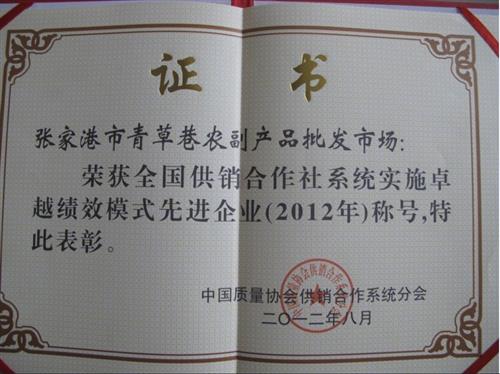 证 书
张家港市青草巷农副产品批发市场:
荣获全国供销合作社系统实施卓
越绩效模式先进企业(2012年)称号,特
此表彰。
中国质量协会供销合作系统分会
二〇一二年八月